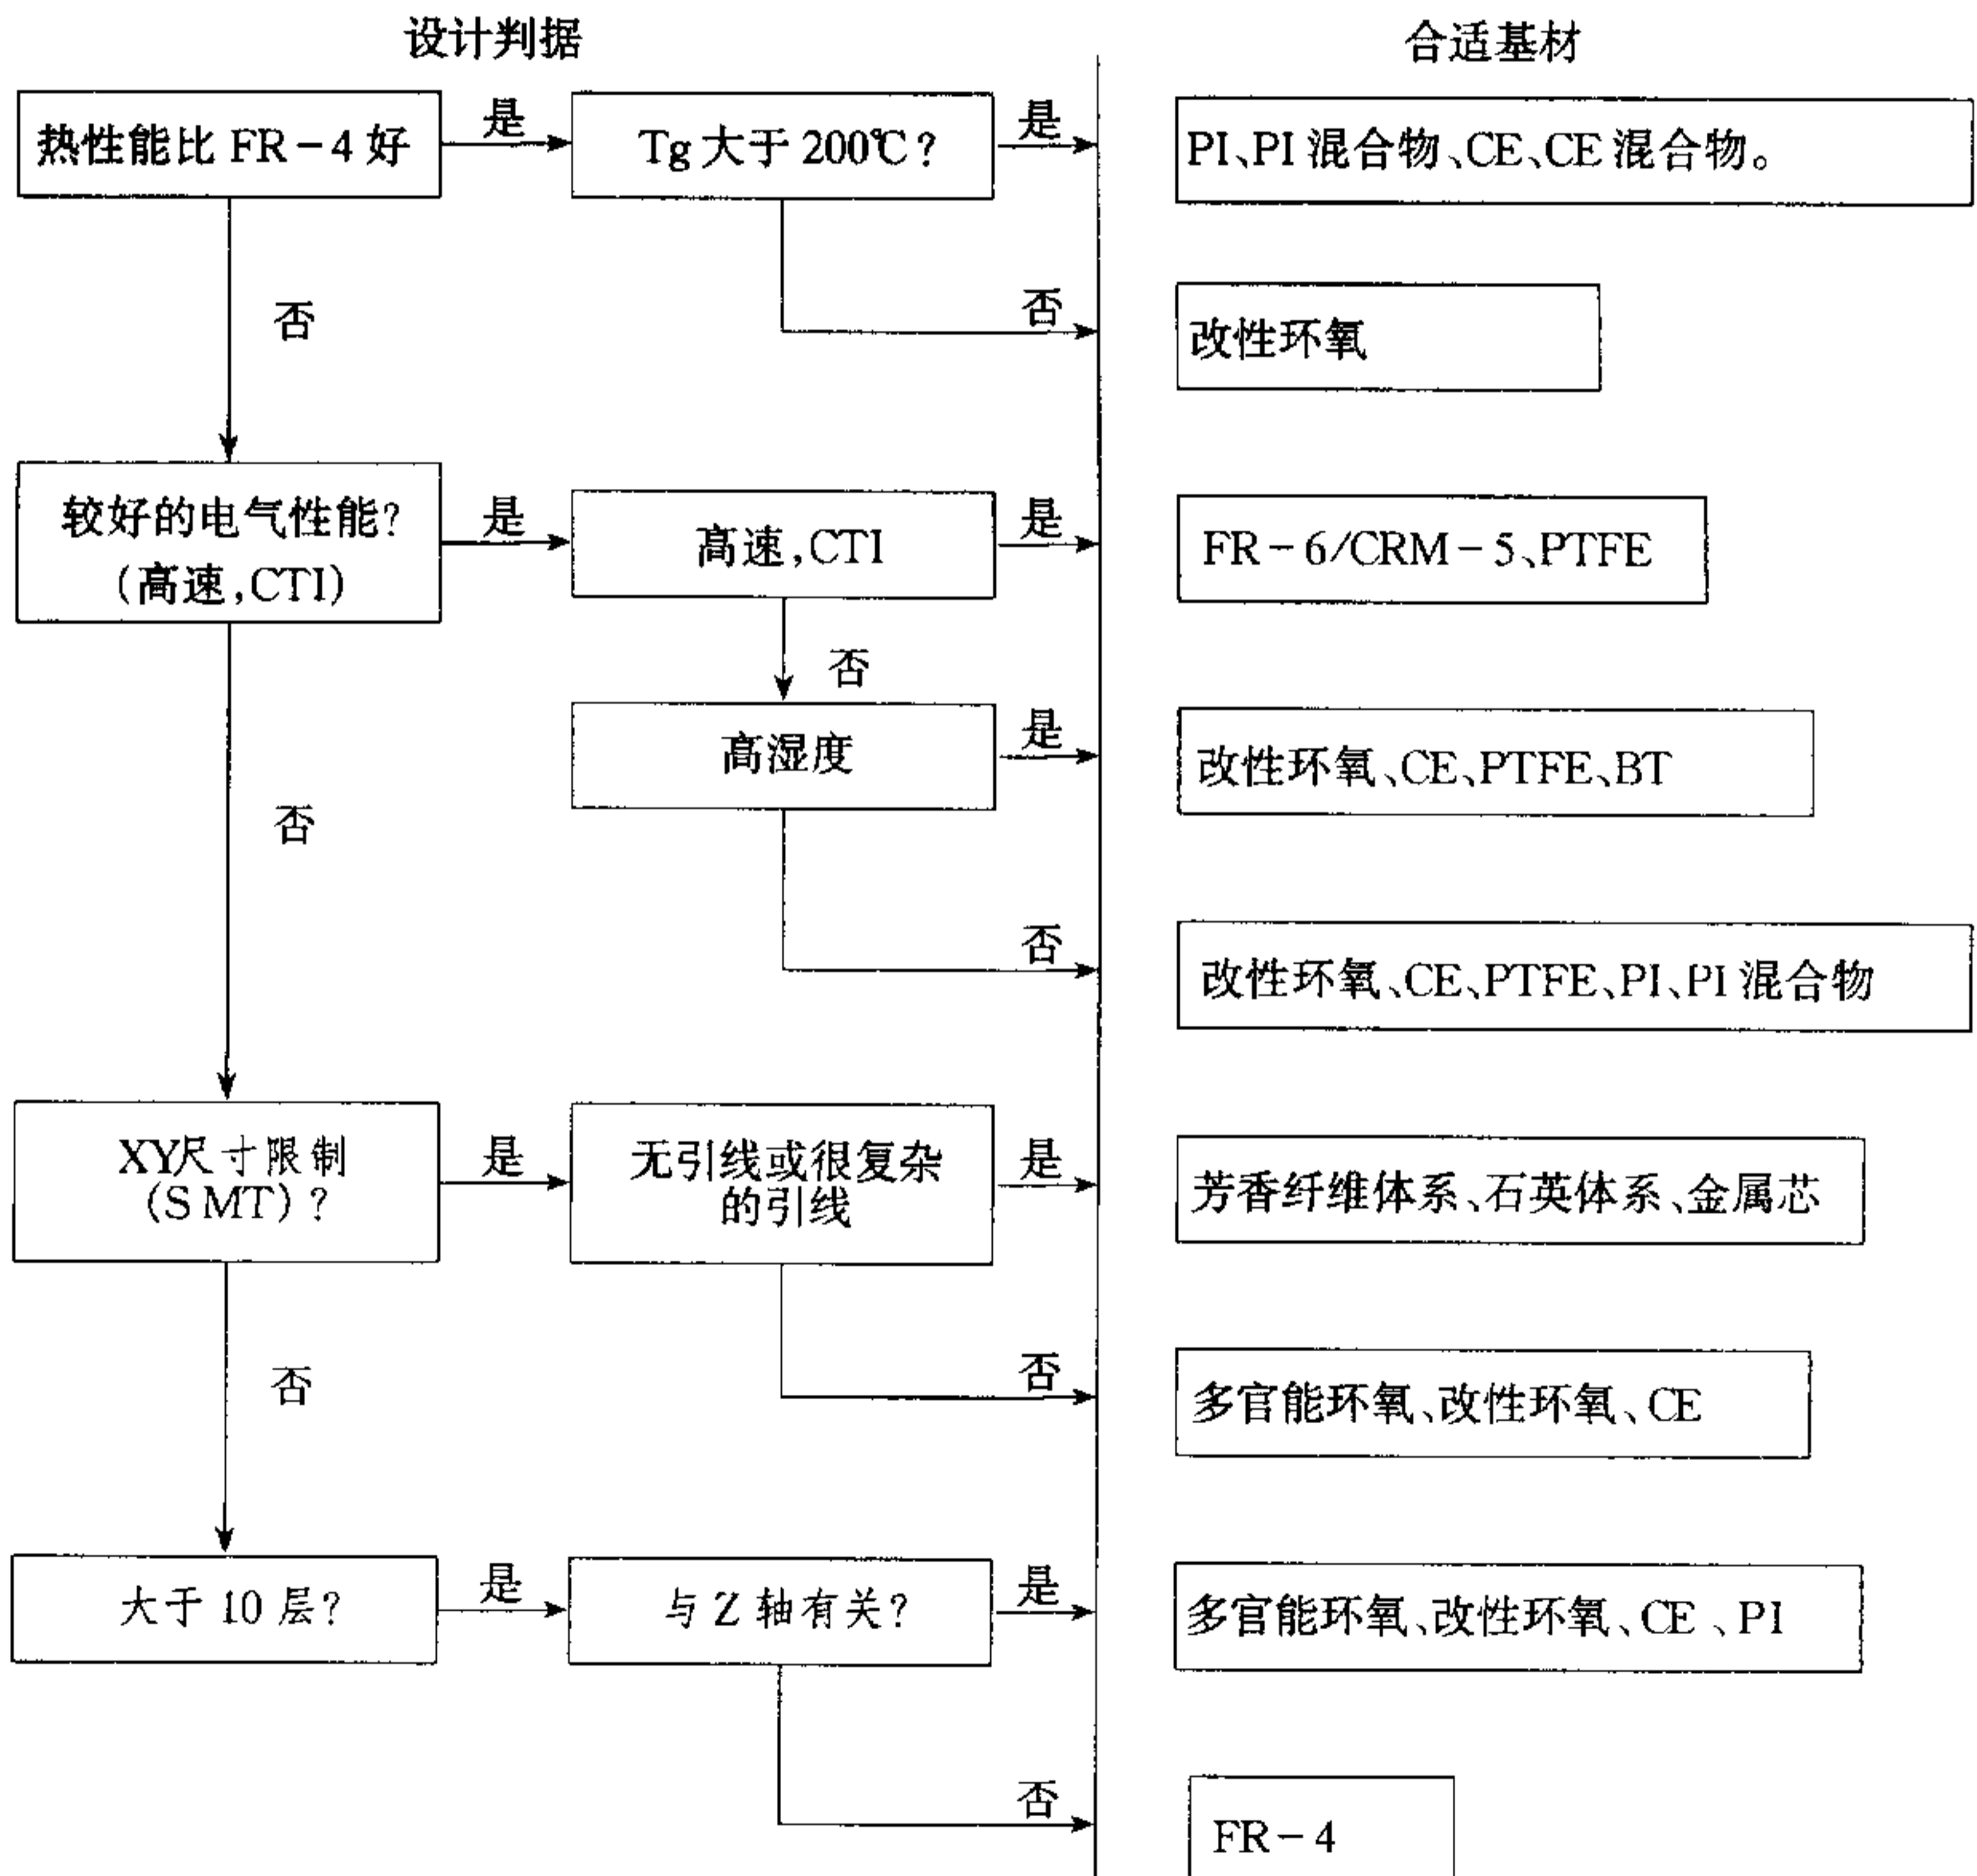 设计判据
合适基材
热性能比 FR-4 好
是
Tg 大于 200℃?
是
PI、PI 混合物、CE、CE 混合物。
否
否
改性环氧
较好的电气性能?
(高速,CTI)
是
高速,CTI
是
FR-6/CRM-5、PTFE
否
高湿度
是
改性环氧、CE、PTFE、BT
否
否
改性环氧、CE、PTFE、PI、PI 混合物
XY尺寸限制
(SMT)?
是
无引线或很复杂
的引线
是
芳香纤维体系、石英体系、金属芯
否
否
多官能环氧、改性环氧、CE
大于 10 层?
是
与 Z 轴有关?
是
多官能环氧、改性环氧、CE、PI
否
FR-4